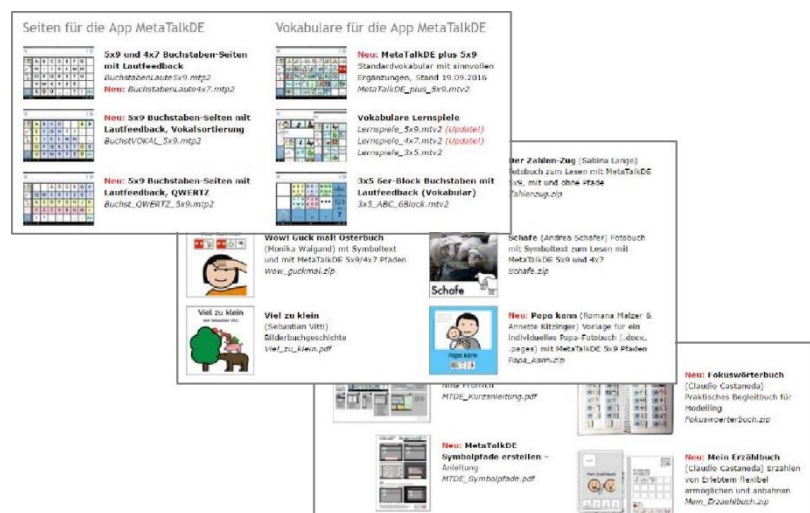 Seiten für die App MetaTalkDE
5x9 und 4x7 Buchstaben-Seiten
mit Lautfeedback
BuchstabenLaute5x9.mtp2
Neu: BuchstabenLaute4x7.mtp2
Neu: 5x9 Buchstaben-Seiten mit
Lautfeedback, Vokalsortierung
BuchstVOKAL_5x9.mtp2
Neu: 5x9 Buchstaben-Seiten mit
Lautfeedback, QWERTZ
Buchst_QWERTZ_5x9.mtp2
Vokabulare für die App MetaTalkDE
Neu: MetaTalkDE plus 5x9
Standardvokabular mit sinnvollen
Ergänzungen, Stand 19.09.2016
MetaTalkDE_plus_5x9.mtv2
Vokabulare Lernspiele
Lernspiele_5x9.mtv2 (Update!)
Lernspiele_4x7.mtv2 (Update!)
Lernspiele_3x5.mtv2
3x5 6er-Block Buchstaben mit
Lautfeedback (Vokabular)
3x5_ABC_6Block.mtv2
Der Zahlen-Zug (Sabina Lange)
Fotobuch zum Lesen mit MetaTalkDE
5x9, mit und ohne Pfade
Zahlenzug.zip
Wow! Guck mal! Osterbuch
(Monika Waigand) mt Symboltext
und mit MetaTalkDE 5x9/4x7 Pfaden
Wow_guckmal.zip
Schafe
Schafe (Andrea Schäfer) Fotobuch
mit Symboltext zum Lesen mit
MetaTalkDE 5x9 und 4x7
Schafe.zip
Viel zu klein
Viel zu klein
(Sebastian Vitti)
Bilderbuchgeschichte
Viel_zu_klein.pdf
Papa kann
Neu: Papa kann (Romana Malzer &
Annette Kitzinger) Vorlage für ein
individuelles Papa-Fotobuch (.docx,
.pages) mit MetaTalkDE 5x9 Pfaden
Papa_kann.zip
Nina Fröhlich
MTDE_Kurzanleitung.pdf
Neu: Fokuswörterbuch
(Claudio Castaneda)
Praktisches Begleitbuch für
Modelling
Fokuswoerterbuch.zip
Neu: MetaTalkDE
Symbolpfade erstellen –
Anleitung
MTDE_Symbolpfade.pdf
Neu: Mein Erzählbuch
(Claudio Castaneda) Erzählen
von Erlebtem flexibel
ermöglichen und anbahnen
Mein_Erzaehlbuch.zip